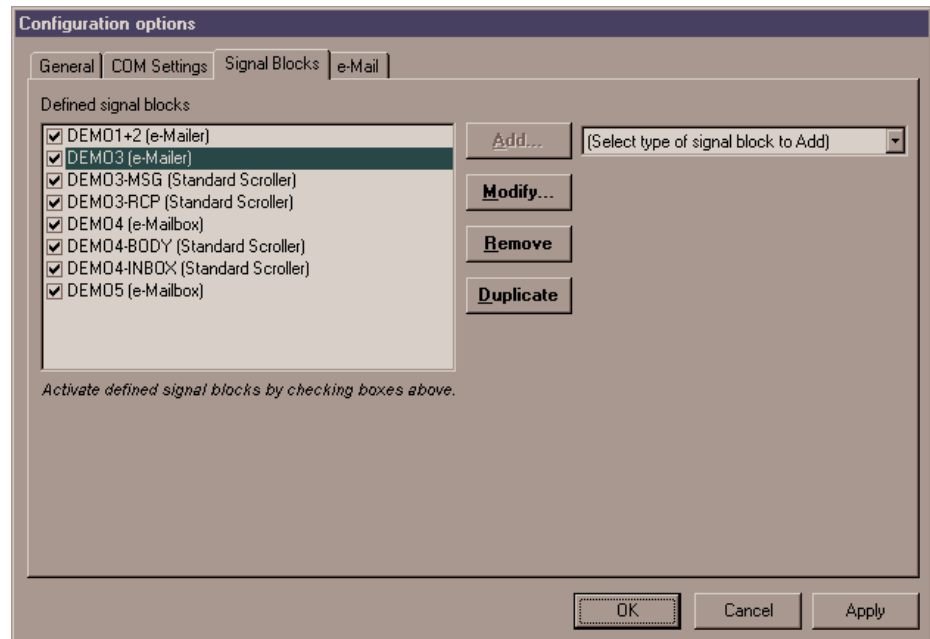 Configuration options
General COM Settings Signal Blocks e-Mail
Defined signal blocks
DEMO1+2 (e-Mailer)
DEMO3 (e-Mailer)
DEMO3-MSG (Standard Scroller)
DEMO3-RCP (Standard Scroller)
DEMO4 (e-Mailbox)
DEMO4-BODY (Standard Scroller)
DEMO4-INBOX (Standard Scroller)
DEMO5 (e-Mailbox)
Add...
(Select type of signal block to Add)
Modify...
Remove
Duplicate
Activate defined signal blocks by checking boxes above.
OK Cancel Apply